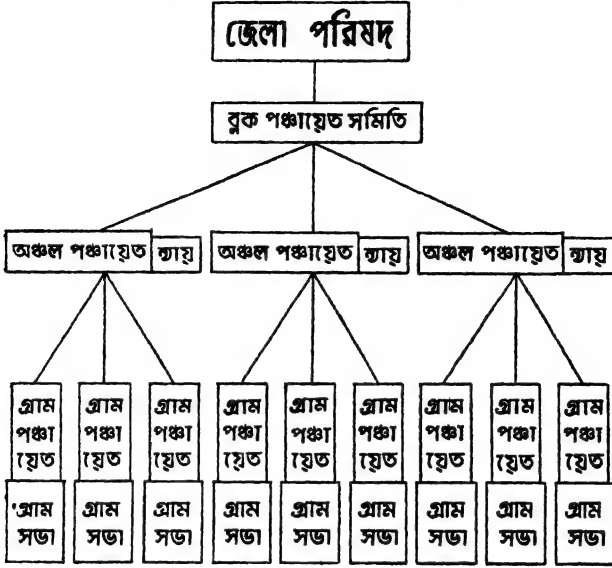 জেলা পরিষদ
ব্লক পঞ্চায়েত সমিতি
অঞ্চল পঞ্চায়েত ন্যায় অঞ্চল পঞ্চায়েত ন্যায় অঞ্চল পঞ্চায়েত ন্যায়
গ্রাম গ্রাম গ্রাম গ্রাম গ্রাম গ্রাম গ্রাম গ্রাম গ্রাম
পঞ্চা পঞ্চা পঞ্চা পঞ্চা পঞ্চা পঞ্চা পঞ্চা পঞ্চা পঞ্চা
য়েত য়েত য়েত য়েত য়েত য়েত য়েত য়েত য়েত
গ্রাম গ্রাম গ্রাম গ্রাম গ্রাম গ্রাম গ্রাম গ্রাম গ্রাম
সভা সভা সভা সভা সভা সভা সভা সভা সভা